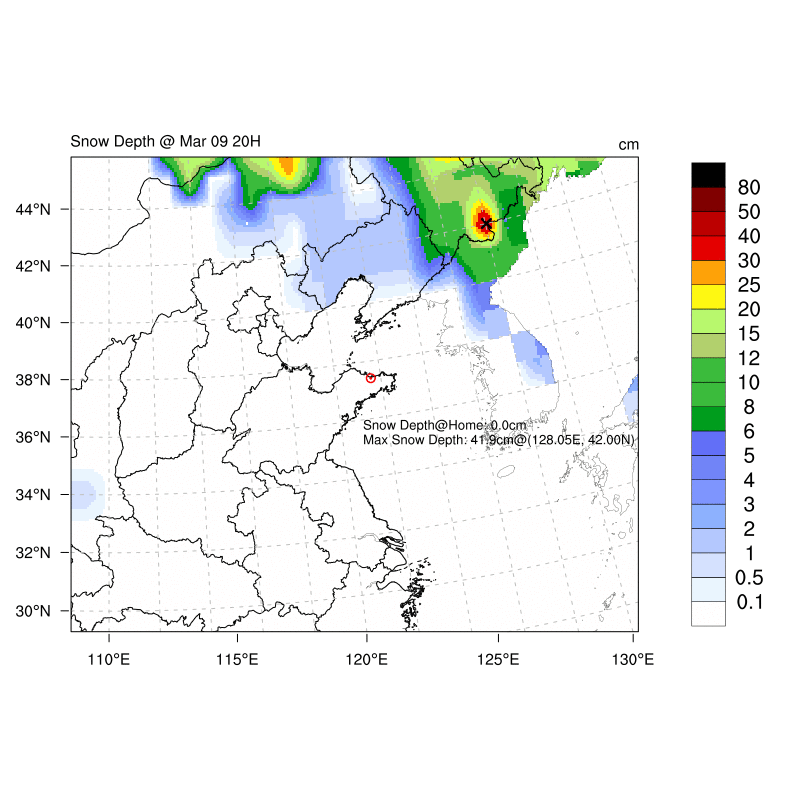 Snow Depth @ Mar 09 20H
cm
44°N
42°N
40°N
38°N
36°N
34°N
32°N
30°N
110°E
115°E
120°E
125°E
130°E
Snow Depth@Home: 0.0cm
Max Snow Depth: 41.9cm@(128.05E, 42.00N)
80
50
40
30
25
20
15
12
10
8
6
5
4
3
2
1
0.5
0.1